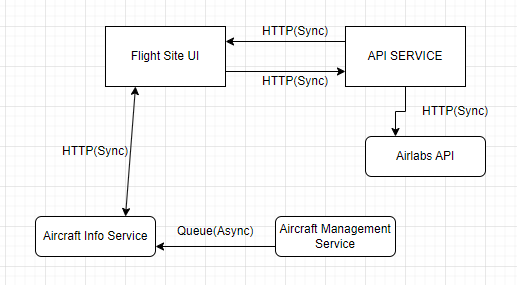 HTTP(Sync)
Flight Site UI
API SERVICE
HTTP(Sync)
HTTP(Sync)
HTTP(Sync)
Airlabs API
Queue(Async)
Aircraft Info Service
Aircraft Management
Service